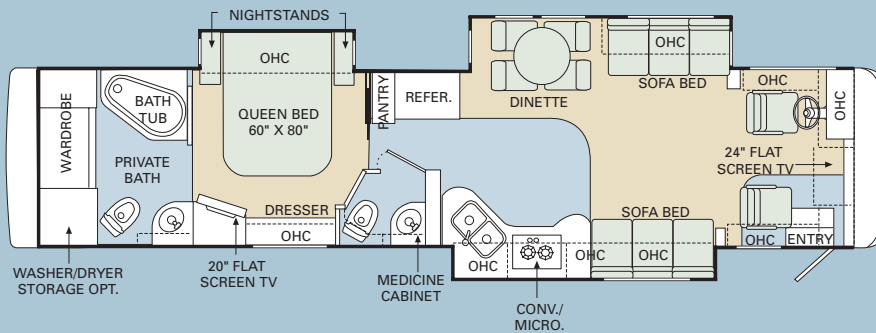 NIGHTSTANDS
OHC
QUEEN BED
60" X 80"
WARDROBE
BATH
TUB
PRIVATE
BATH
PANTRY
REFER.
DINETTE
OHC
SOFA BED
OHC
OHC
24" FLAT
SCREEN TV
DRESSER
OHC
SOFA BED
OHC
OHC
OHC
OHC
ENTRY
WASHER/DRYER
STORAGE OPT.
20" FLAT
SCREEN TV
MEDICINE
CABINET
CONV./
MICRO.